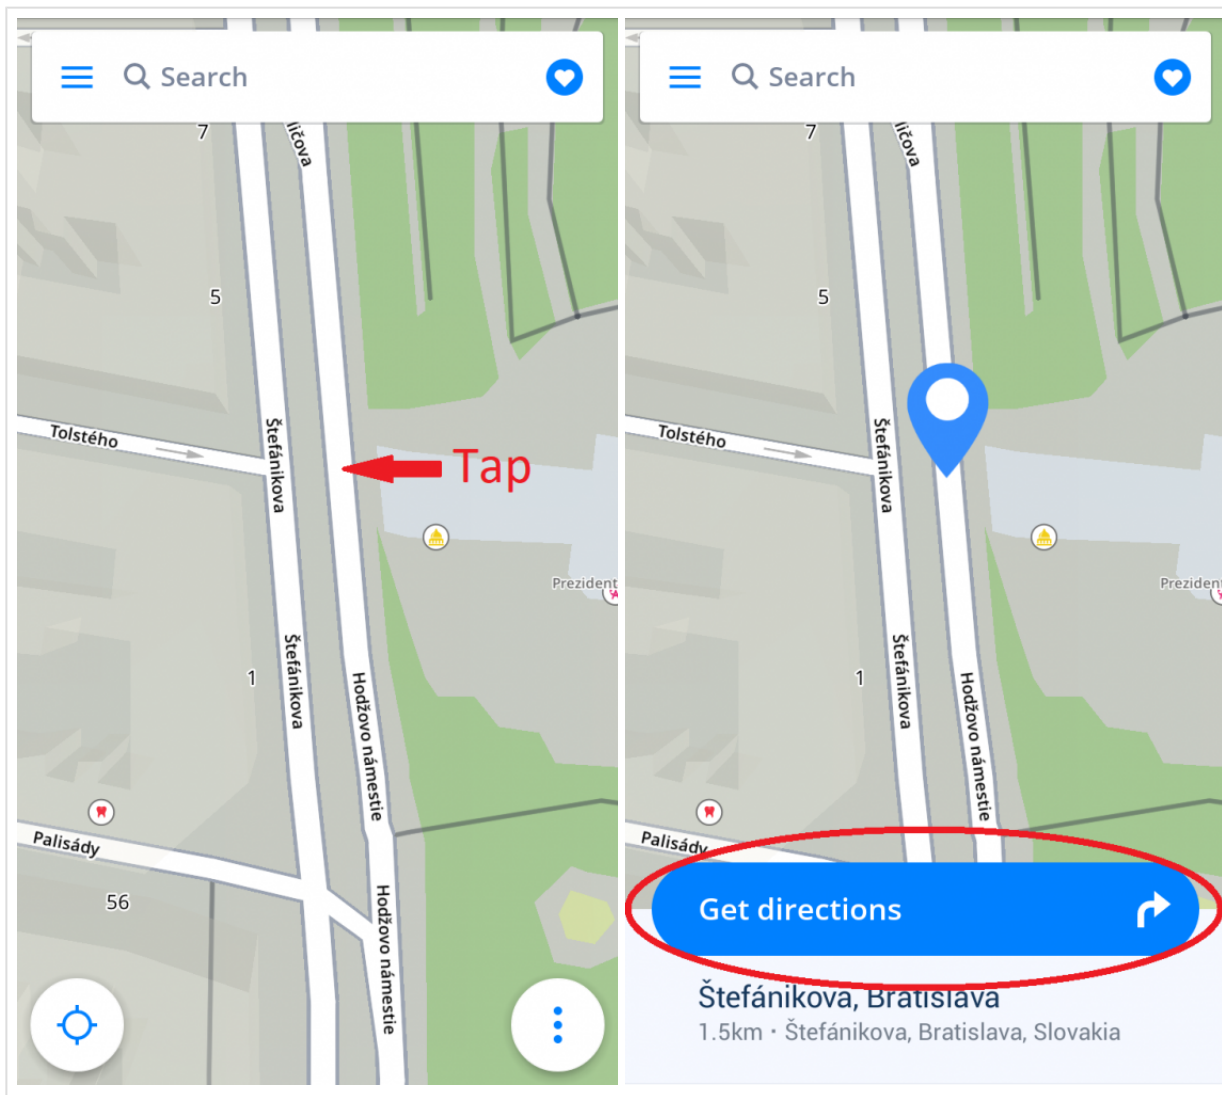 Search
7
ličova
5
Štefánikova
Tolstého
Tap
Prezident
Štefánikova
1
Hodžovo námestie
Palisády
56
Hodžovo námestie
Search
7
ličova
5
Štefánikova
Tolstého
Prezident
Štefánikova
1
Hodžovo námestie
Palisády
Get directions
Štefánikova, Bratislava
1.5km · Štefánikova, Bratislava, Slovakia